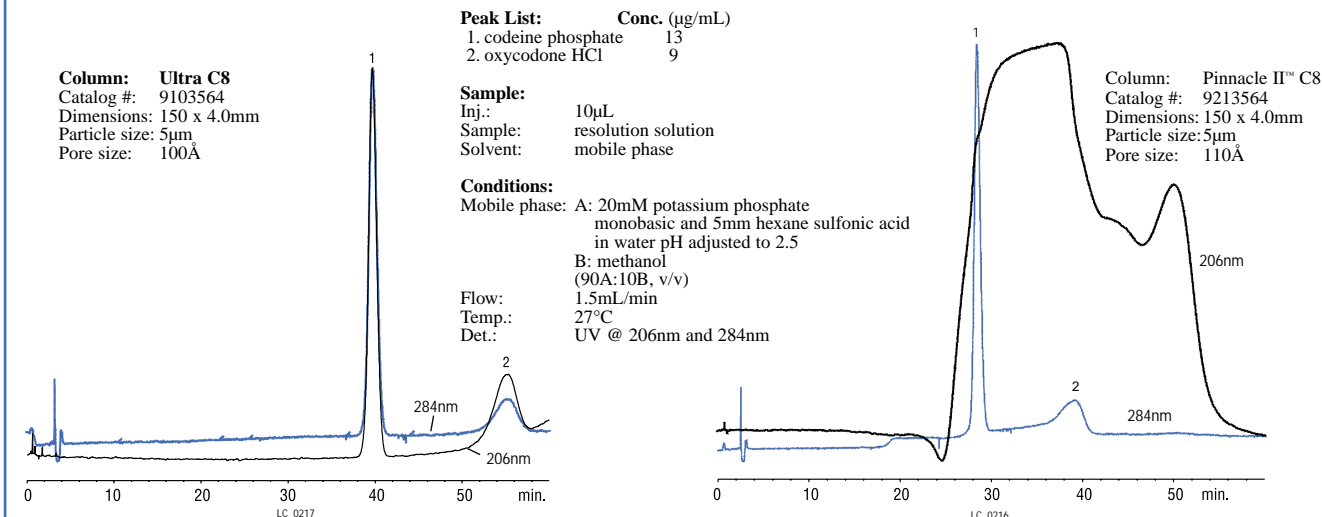 Peak List: Conc. (µg/mL)
1. codeine phosphate 13
2. oxycodone HCl 9
Column: Ultra C8
Catalog #: 9103564
Dimensions: 150 x 4.0mm
Particle size: 5µm
Pore size: 100Å
Sample:
Inj.: 10µL
Sample: resolution solution
Solvent: mobile phase
Conditions:
Mobile phase: A: 20mM potassium phosphate
monobasic and 5mm hexane sulfonic acid
in water pH adjusted to 2.5
B: methanol
(90A:10B, v/v)
Flow: 1.5mL/min
Temp.: 27°C
Det.: UV @ 206nm and 284nm
Column: Pinnacle II™ C8
Catalog #: 9213564
Dimensions: 150 x 4.0mm
Particle size: 5µm
Pore size: 110Å
1
2
284nm
206nm
0 10 20 30 40 50 min.
LC_0217
1
2
206nm
284nm
0 10 20 30 40 50 min.
LC_0216